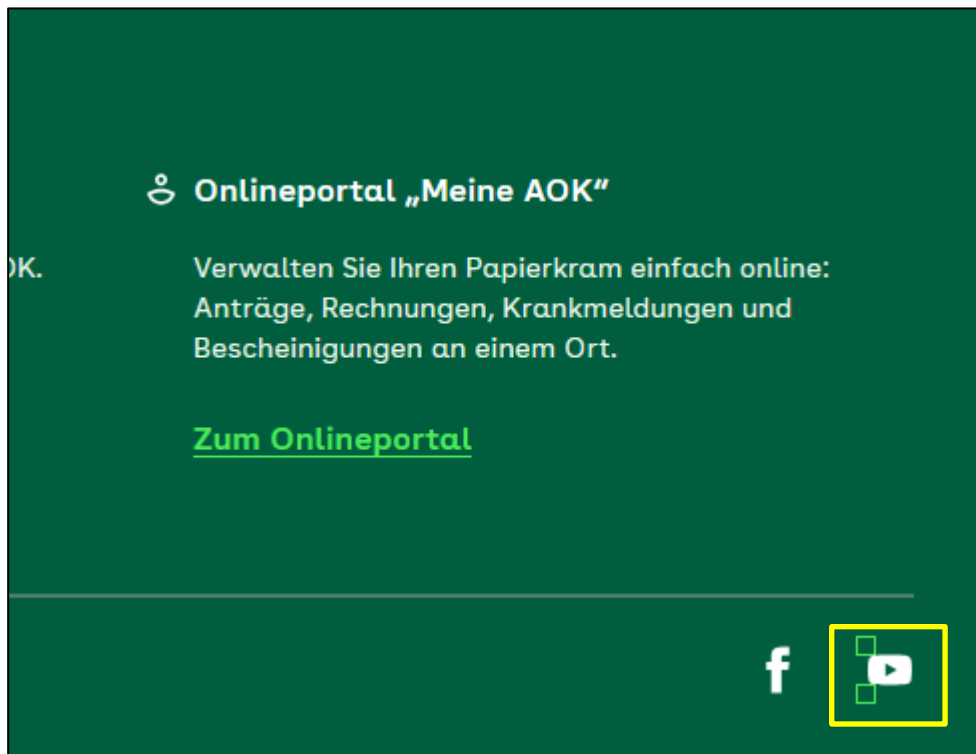 Onlineportal „Meine AOK“
OK.
Verwalten Sie Ihren Papierkram einfach online:
Anträge, Rechnungen, Krankmeldungen und
Bescheinigungen an einem Ort.
Zum Onlineportal